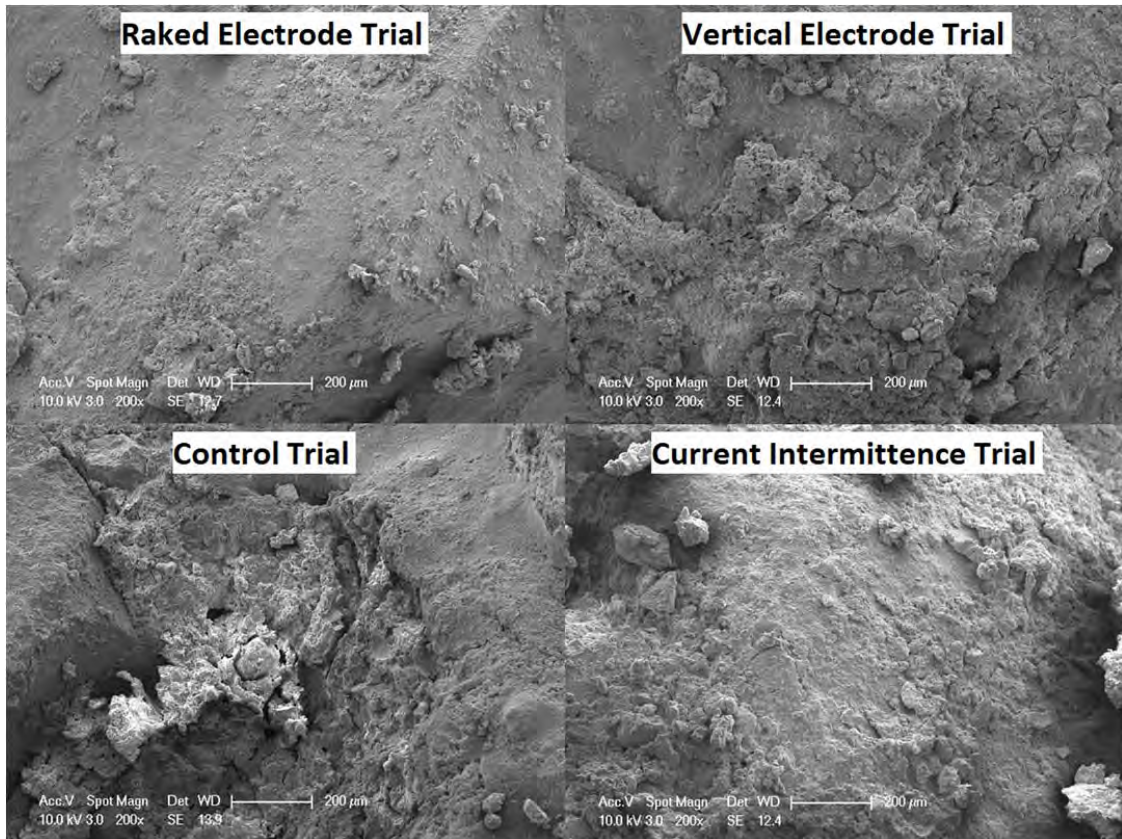 Raked Electrode Trial
Acc.V Spot Magn Det WD 200 µm
10.0 kV 3.0 200x SE 12.7
Vertical Electrode Trial
Acc.V Spot Magn Det WD 200 µm
10.0 kV 3.0 200x SE 12.4
Control Trial
Acc.V Spot Magn Det WD 200 µm
10.0 kV 3.0 200x SE 13.9
Current Intermittence Trial
Acc.V Spot Magn Det WD 200 µm
10.0 kV 3.0 200x SE 12.4